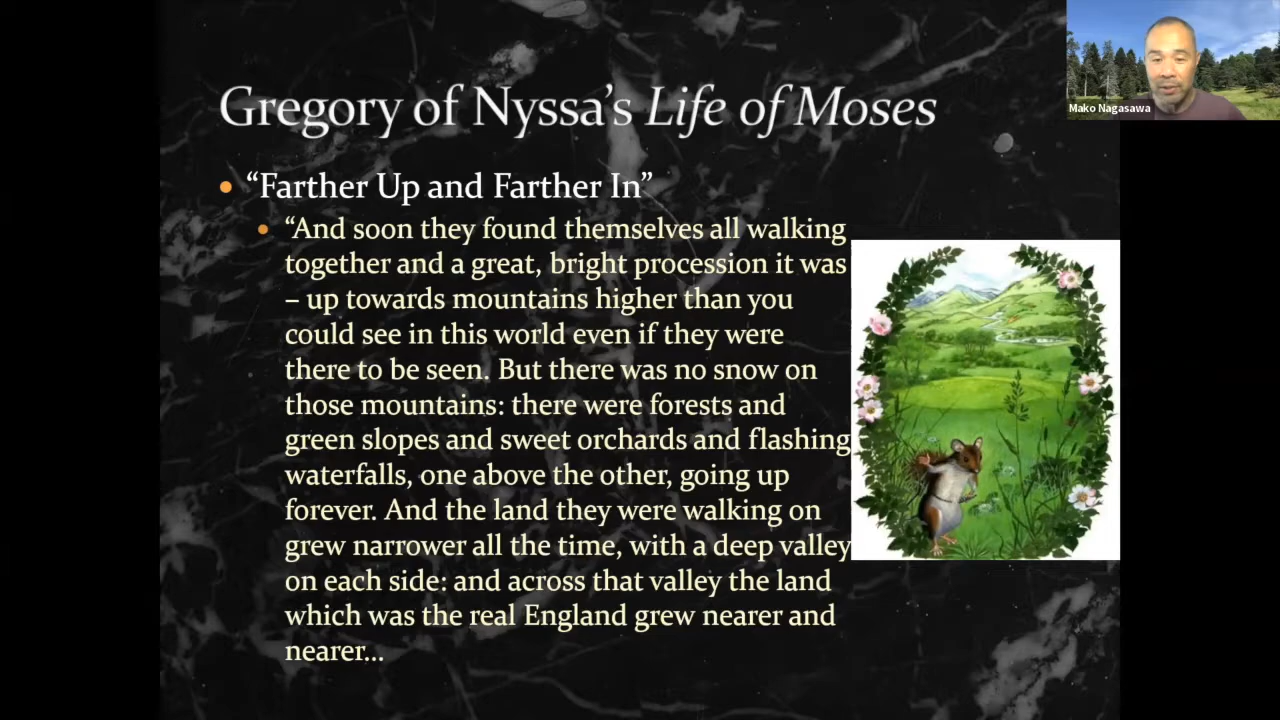 Gregory of Nyssa’s Life of Moses
Mako Nagasawa
• “Farther Up and Farther In”
• “And soon they found themselves all walking
together and a great, bright procession it was
– up towards mountains higher than you
could see in this world even if they were
there to be seen. But there was no snow on
those mountains: there were forests and
green slopes and sweet orchards and flashing
waterfalls, one above the other, going up
forever. And the land they were walking on
grew narrower all the time, with a deep valley
on each side: and across that valley the land
which was the real England grew nearer and
nearer…